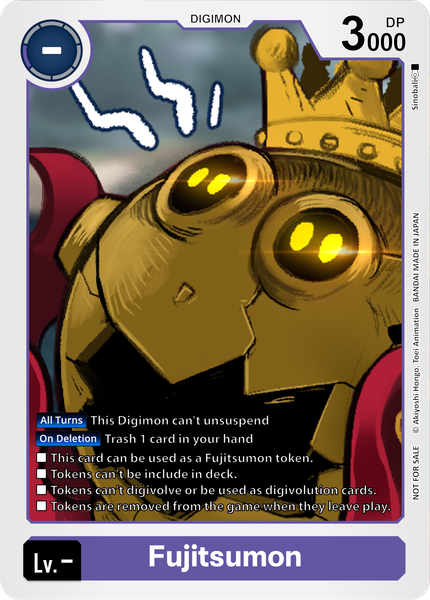 DIGIMON
-
3000
DP
Sinobali
All Turns This Digimon can't unsuspend
On Deletion Trash 1 card in your hand
This card can be used as a Fujitsumon token.
Tokens can't be include in deck.
Tokens can't digivolve or be used as digivolution cards.
Tokens are removed from the game when they leave play.
NOT FOR SALE © Akiyoshi Hongo, Toei Animation BANDAI MADE IN JAPAN
Lv.-
Fujitsumon